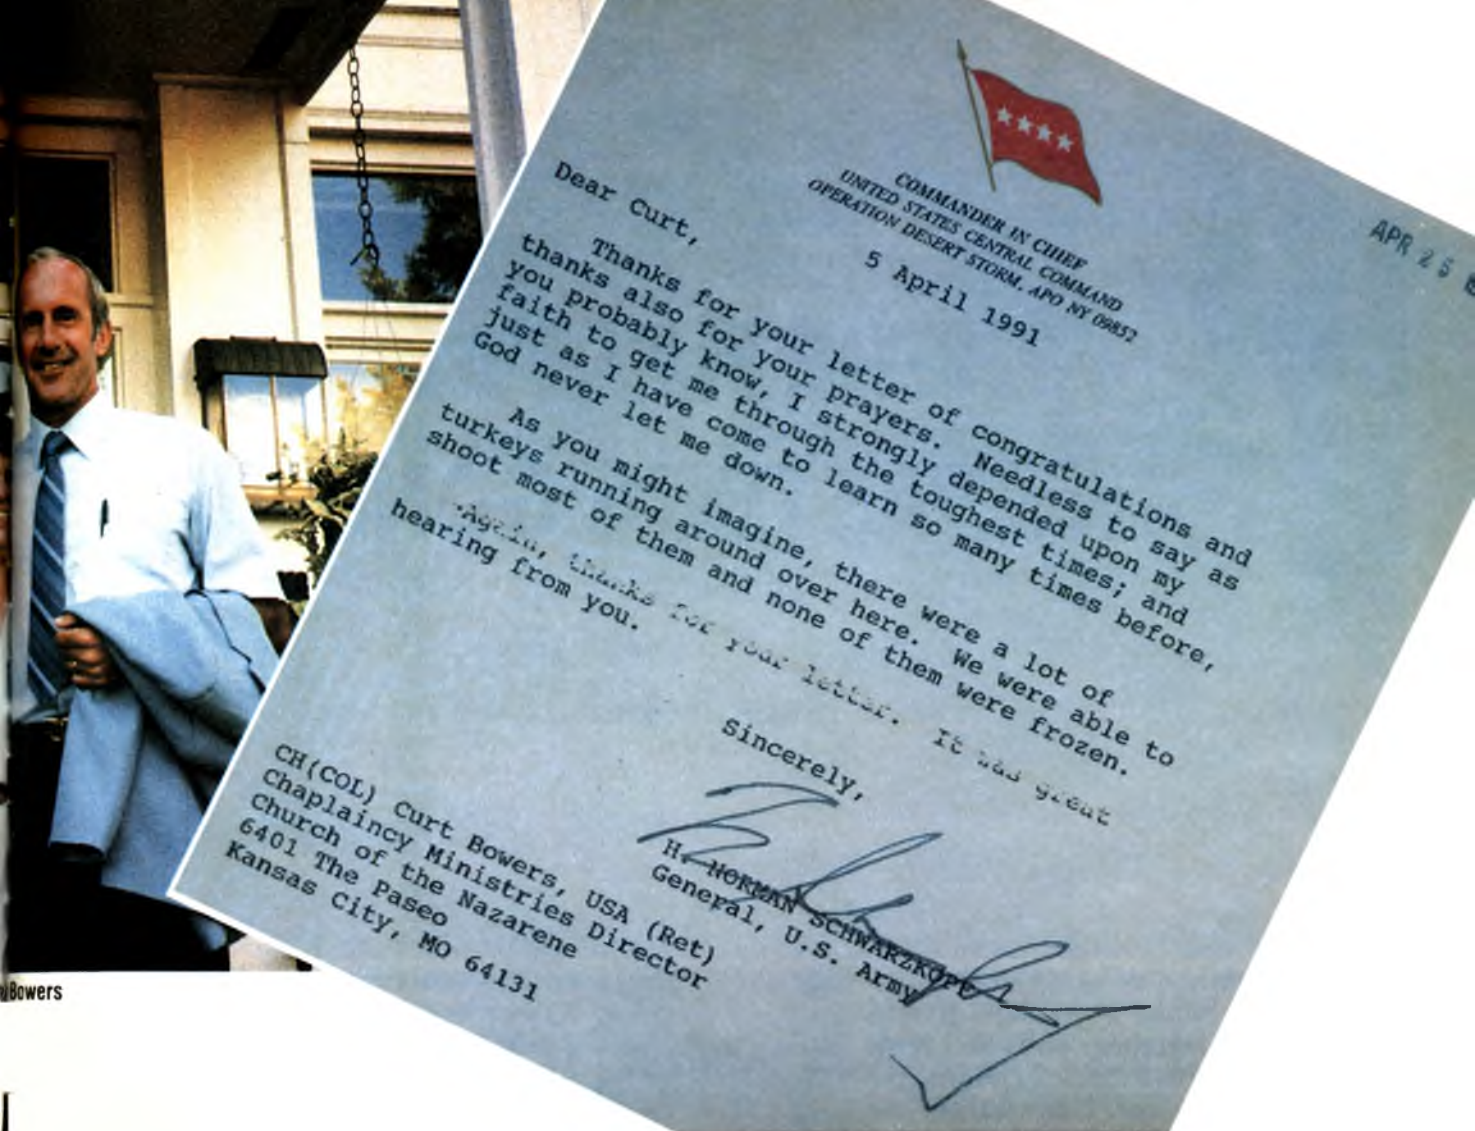 COMMANDER IN CHIEF
UNITED STATES CENTRAL COMMAND
OPERATION DESERT STORM, APO NY 09852
APR 25
5 April 1991
Dear Curt,
Thanks for your letter of congratulations and
thanks also for your prayers. Needless to say as
you probably know, I strongly depended upon my
faith to get me through the toughest times; and
just as I have come to learn so many times before,
God never let me down.
As you might imagine, there were a lot of
turkeys running around over here. We were able to
shoot most of them and none of them were frozen.
Again, thanks for your letter. It was great
hearing from you.
Sincerely,
H. NORMAN SCHWARZKOPF
General, U.S. Army
CH(COL) Curt Bowers, USA (Ret)
Chaplaincy Ministries Director
Church of the Nazarene
6401 The Paseo
Kansas City, MO 64131
Bowers